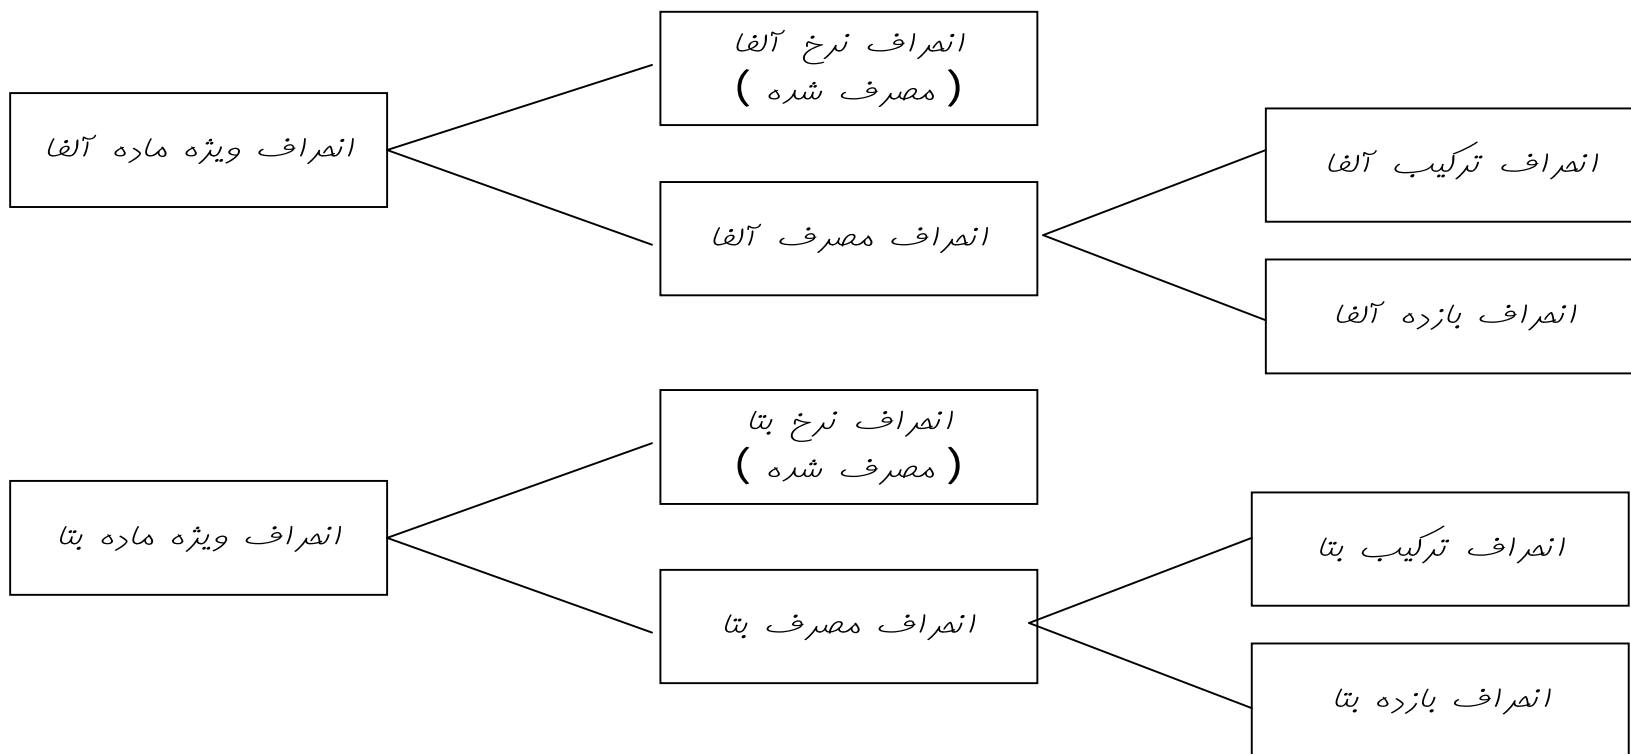 انحراف ویژه ماده آلفا
انحراف نرخ آلفا
( مصرف شده )
انحراف مصرف آلفا
انحراف ترکیب آلفا
انحراف بازده آلفا
انحراف ویژه ماده بتا
انحراف نرخ بتا
( مصرف شده )
انحراف مصرف بتا
انحراف ترکیب بتا
انحراف بازده بتا